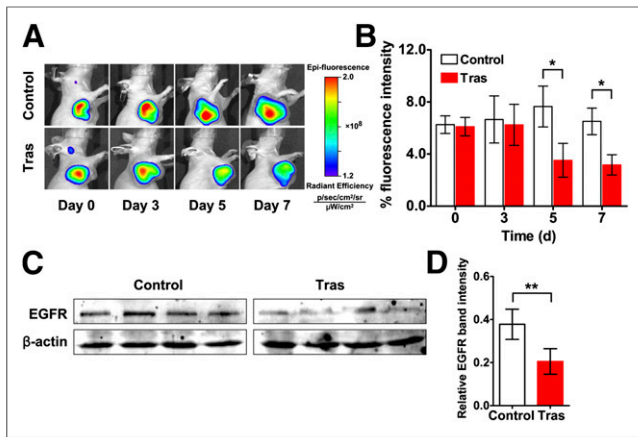 A
Control
Tras
Day 0 Day 3 Day 5 Day 7
Epi-fluorescence
2.0
×10⁸
1.2
Radiant Efficiency
p/sec/cm²/sr
µW/cm²
B
% fluorescence intensity
12.0
8.0
4.0
0.0
Control
Tras
* *
0 3 5 7
Time (d)
C
Control Tras
EGFR
β-actin
D
Relative EGFR band intensity
0.6
0.4
0.2
0.0
**
Control Tras